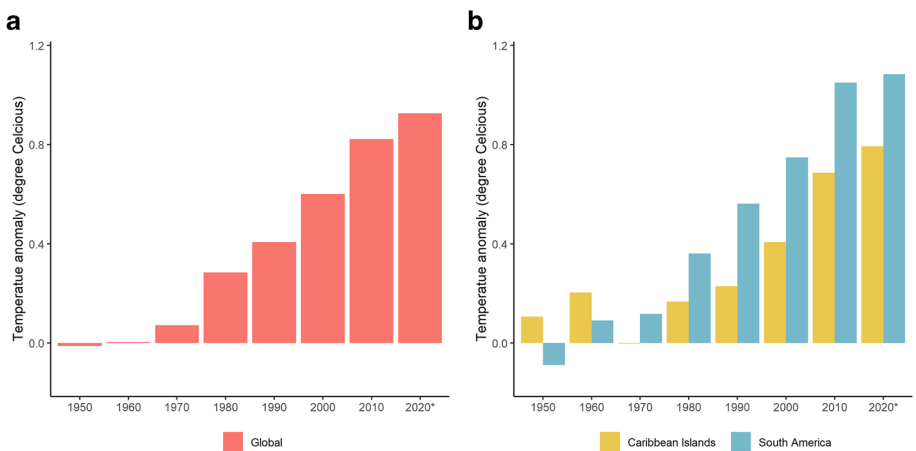 a
b
Temperatue anomaly (degree Celcious)
1.2
0.8
0.4
0.0
1950 1960 1970 1980 1990 2000 2010 2020*
Global
Temperatue anomaly (degree Celcious)
1.2
0.8
0.4
0.0
1950 1960 1970 1980 1990 2000 2010 2020*
Caribbean Islands South America